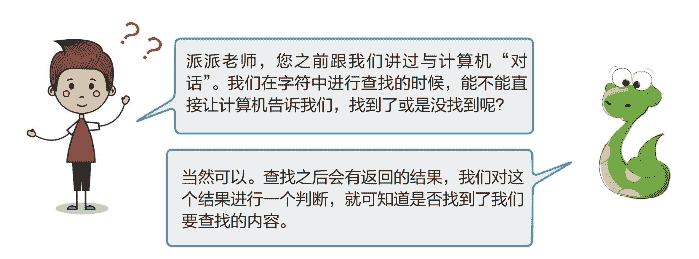 ? ?
派派老师，您之前跟我们讲过与计算机“对
话”。我们在字符中进行查找的时候，能不能直
接让计算机告诉我们，找到了或是没找到呢?
当然可以。查找之后会有返回的结果，我们对这
个结果进行一个判断，就可知道是否找到了我们
要查找的内容。